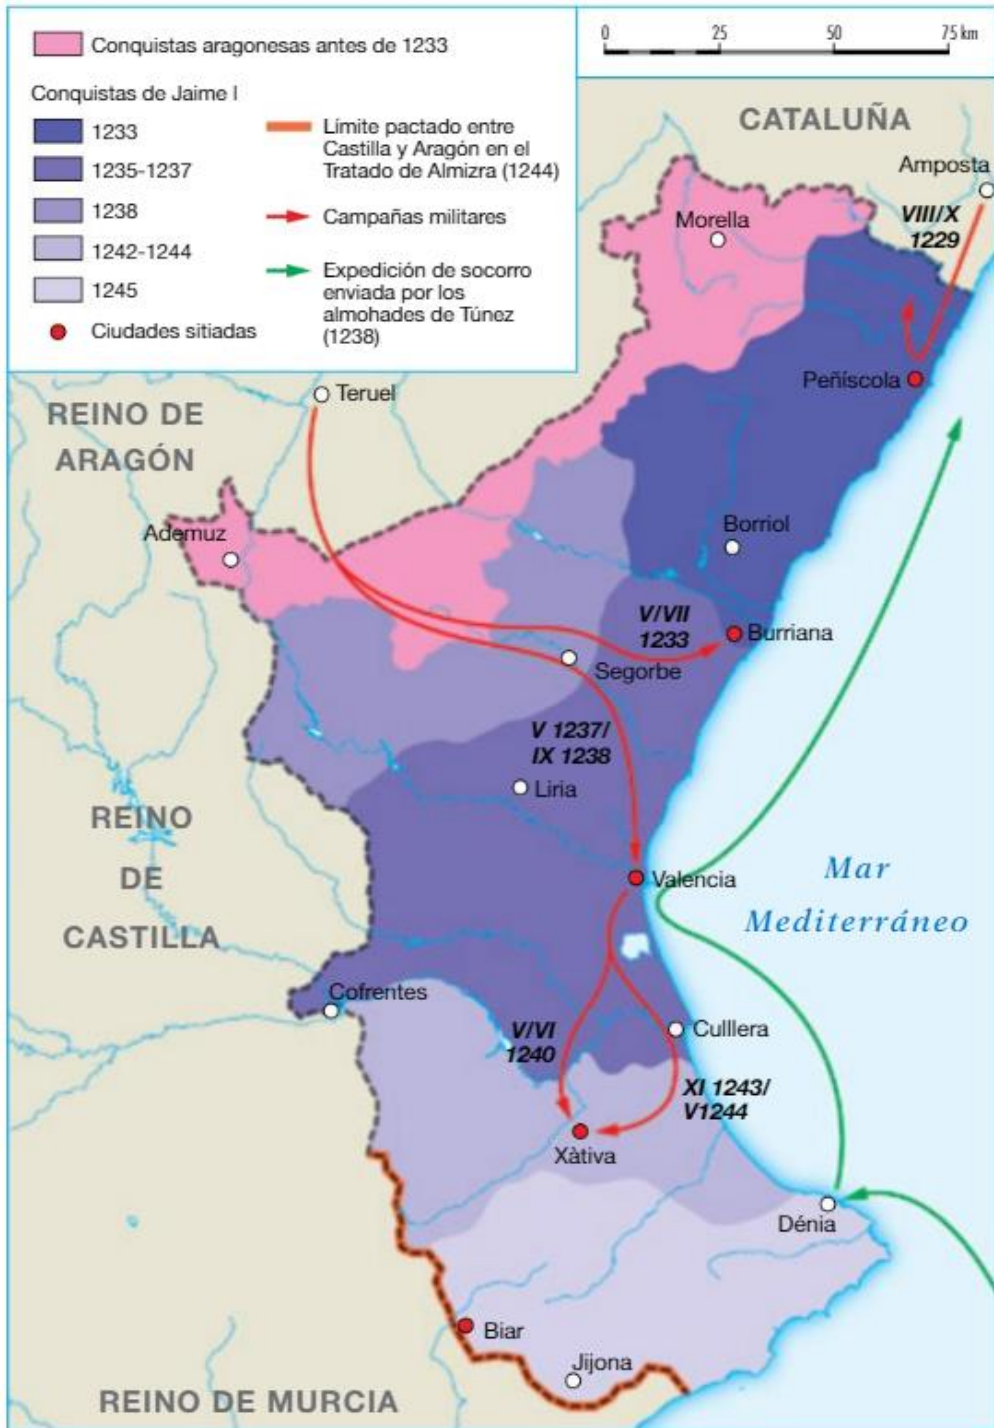 Conquistas aragonesas antes de 1233
Conquistas de Jaime I
1233
1235-1237
1238
1242-1244
1245
Ciudades sitiadas
Límite pactado entre
Castilla y Aragón en el
Tratado de Almizra (1244)
Campañas militares
Expedición de socorro
enviada por los
almohades de Túnez
(1238)
0 25 50 75 km
CATALUÑA
Amposta
VIII/X
1229
Morella
Peñíscola
Teruel
REINO DE
ARAGÓN
Ademuz
Borriol
V/VII
1233
Burriana
Segorbe
V 1237/
IX 1238
Liria
REINO
DE
CASTILLA
Valencia
Mar
Mediterráneo
Cofrentes
Culllera
V/VI
1240
XI 1243/
V1244
Xàtiva
Dénia
Biar
Jijona
REINO DE MURCIA